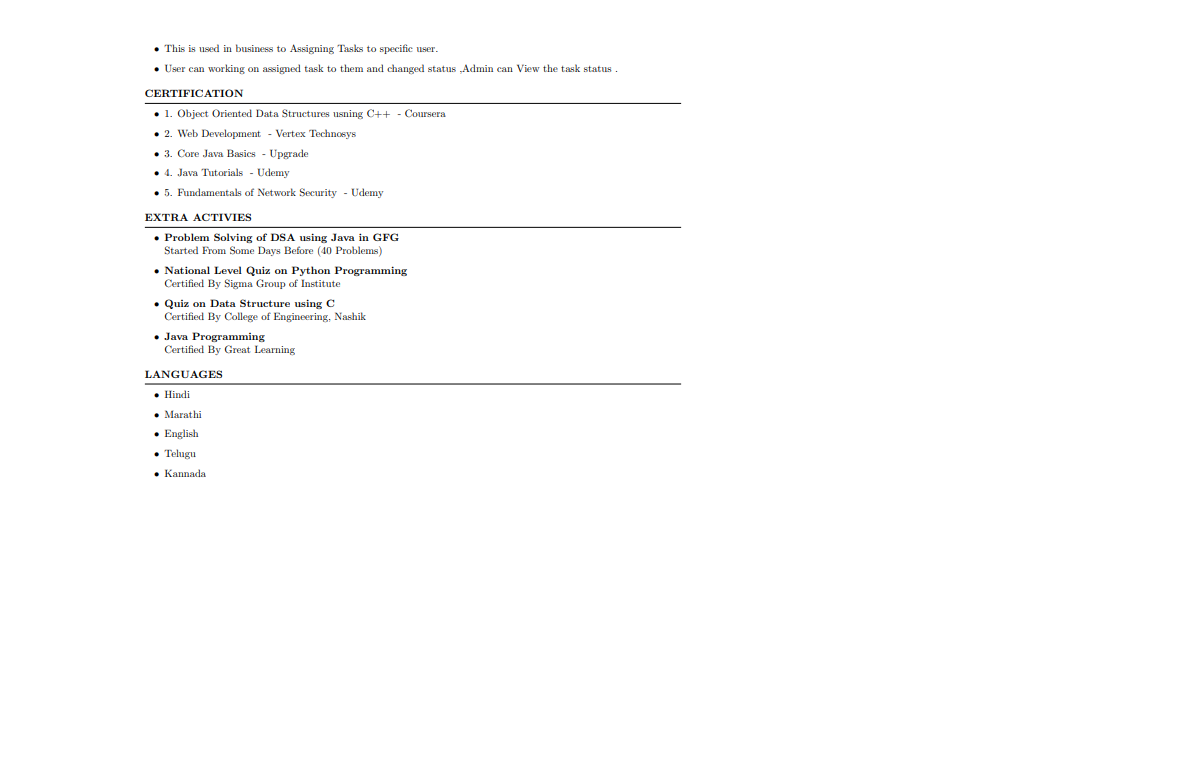 • This is used in business to Assigning Tasks to specific user.
• User can working on assigned task to them and changed status ,Admin can View the task status .
CERTIFICATION
• 1. Object Oriented Data Structures usning C++ - Coursera
• 2. Web Development - Vertex Technosys
• 3. Core Java Basics - Upgrade
• 4. Java Tutorials - Udemy
• 5. Fundamentals of Network Security - Udemy
EXTRA ACTIVIES
• Problem Solving of DSA using Java in GFG
Started From Some Days Before (40 Problems)
• National Level Quiz on Python Programming
Certified By Sigma Group of Institute
• Quiz on Data Structure using C
Certified By College of Engineering, Nashik
• Java Programming
Certified By Great Learning
LANGUAGES
• Hindi
• Marathi
• English
• Telugu
• Kannada